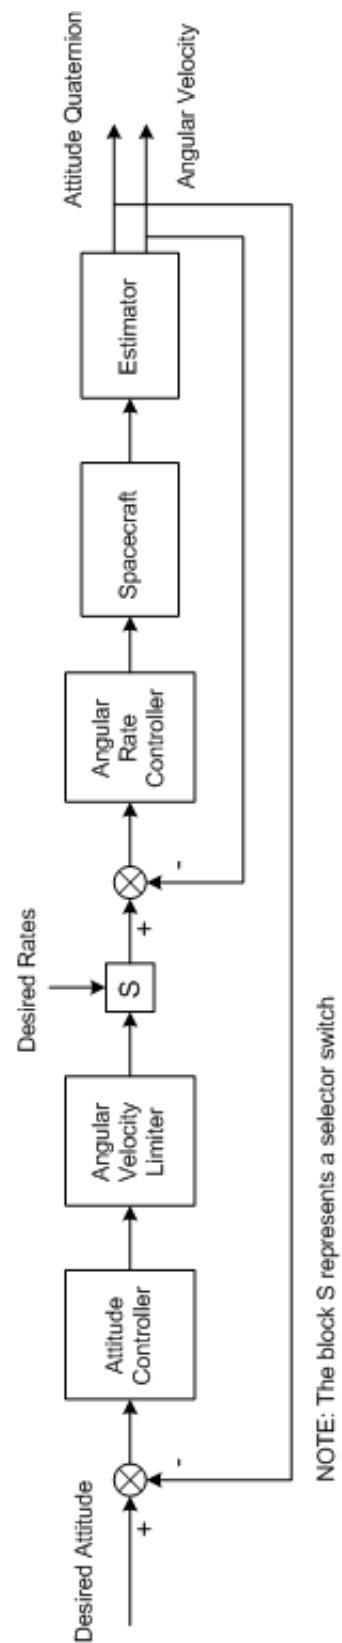 Desired Attitude
+
-
Attitude
Controller
Angular
Velocity
Limiter
Desired Rates
S
+
-
Angular
Rate
Controller
Spacecraft
Estimator
Attitude Quaternion
Angular Velocity
NOTE: The block S represents a selector switch